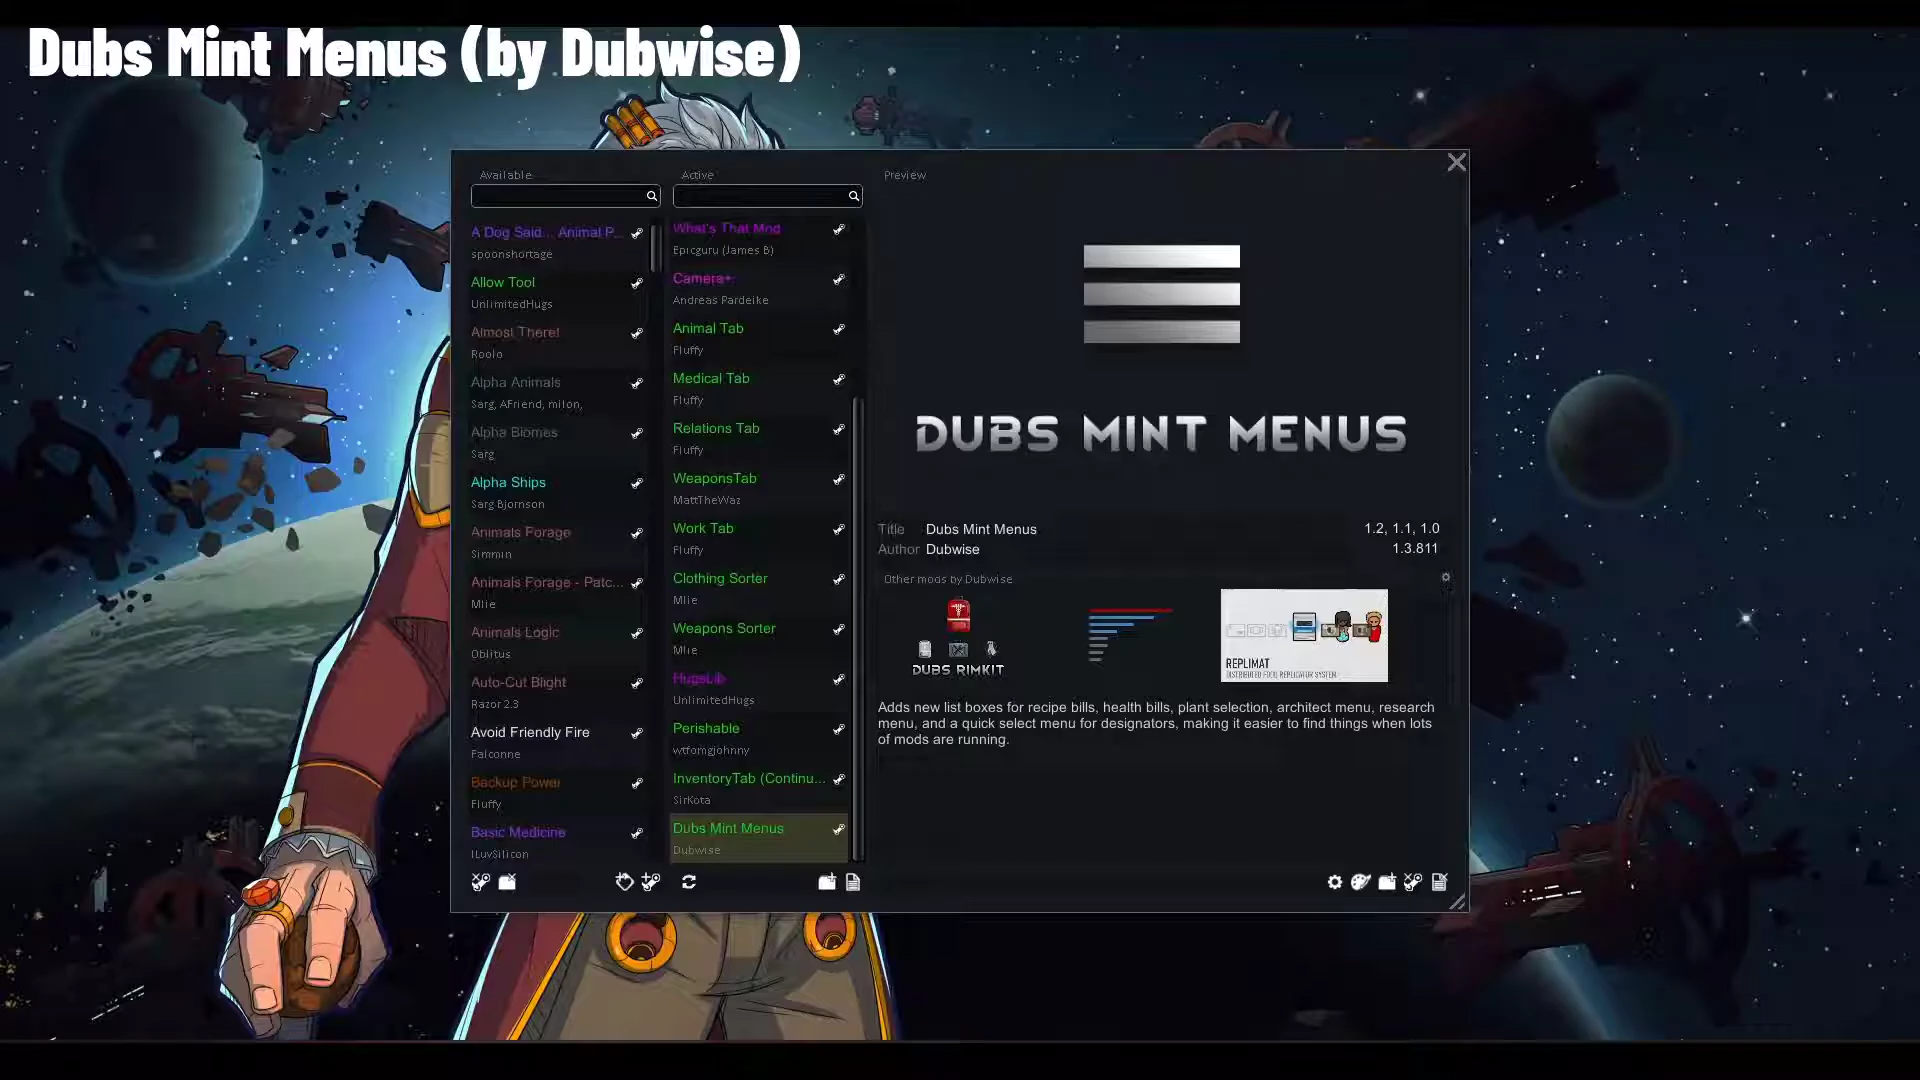 Dubs Mint Menus (by Dubwise)
Available
A Dog Said... Animal P...
spoonshortage
Allow Tool
UnlimitedHugs
Almost There!
Roolo
Alpha Animals
Sarg, AFriend, milon,
Alpha Biomes
Sarg
Alpha Ships
Sarg Bjornson
Animals Forage
Simmin
Animals Forage - Patc...
Mlie
Animals Logic
Oblitus
Auto-Cut Blight
Razor 2.3
Avoid Friendly Fire
Falconne
Backup Power
Fluffy
Basic Medicine
ILuvSilicon
Active
What's That Mod
Epicguru (James B)
Camera+
Andreas Pardeike
Animal Tab
Fluffy
Medical Tab
Fluffy
Relations Tab
Fluffy
WeaponsTab
MattTheWaz
Work Tab
Fluffy
Clothing Sorter
Mlie
Weapons Sorter
Mlie
HugsLib
UnlimitedHugs
Perishable
wtfomgjohnny
InventoryTab (Continu...
SirKota
Dubs Mint Menus
Dubwise
Preview
DUBS MINT MENUS
Title Dubs Mint Menus 1.2, 1.1, 1.0
Author Dubwise 1.3.811
Other mods by Dubwise
DUBS RIMKIT
REPLIMAT
DISTRIBUTED FOOD REPLICATOR SYSTEM
Adds new list boxes for recipe bills, health bills, plant selection, architect menu, research
menu, and a quick select menu for designators, making it easier to find things when lots
of mods are running.